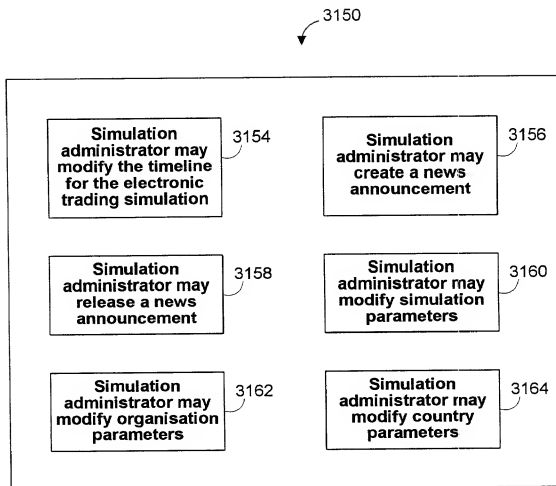 3150
Simulation
administrator may
modify the timeline
for the electronic
trading simulation
3154
Simulation
administrator may
create a news
announcement
3156
Simulation
administrator may
release a news
announcement
3158
Simulation
administrator may
modify simulation
parameters
3160
Simulation
administrator may
modify organisation
parameters
3162
Simulation
administrator may
modify country
parameters
3164